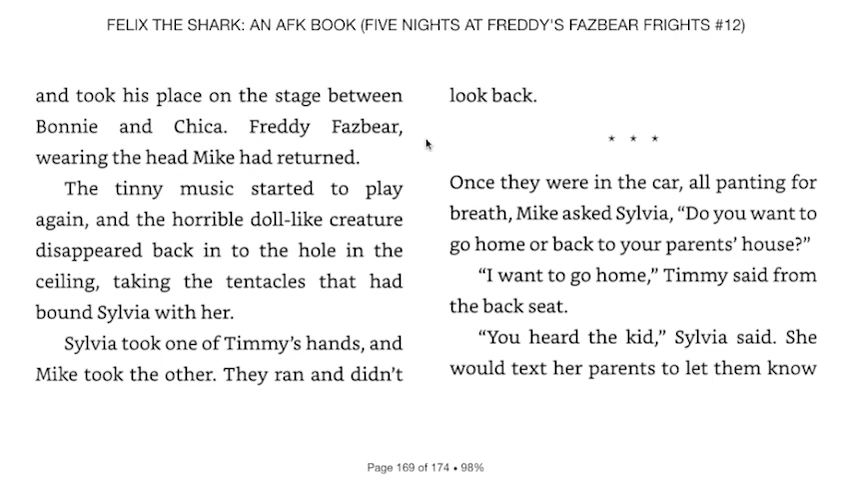 FELIX THE SHARK: AN AFK BOOK (FIVE NIGHTS AT FREDDY'S FAZBEAR FRIGHTS #12)
and took his place on the stage between
Bonnie and Chica. Freddy Fazbear,
wearing the head Mike had returned.
The tinny music started to play
again, and the horrible doll-like creature
disappeared back in to the hole in the
ceiling, taking the tentacles that had
bound Sylvia with her.
Sylvia took one of Timmy’s hands, and
Mike took the other. They ran and didn’t
look back.
* * *
Once they were in the car, all panting for
breath, Mike asked Sylvia, “Do you want to
go home or back to your parents’ house?”
“I want to go home,” Timmy said from
the back seat.
“You heard the kid,” Sylvia said. She
would text her parents to let them know
Page 169 of 174 • 98%